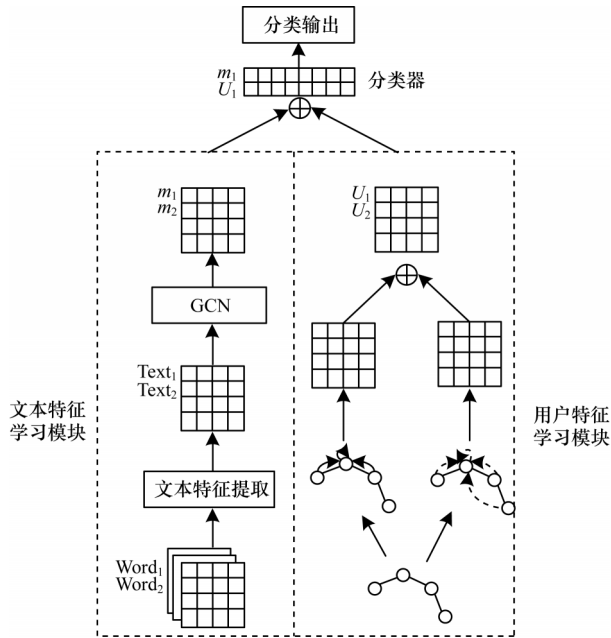 分类输出
m₁
U₁
分类器
m₁
m₂
U₁
U₂
GCN
Text₁
Text₂
文本特征
学习模块
用户特征
学习模块
文本特征提取
Word₁
Word₂